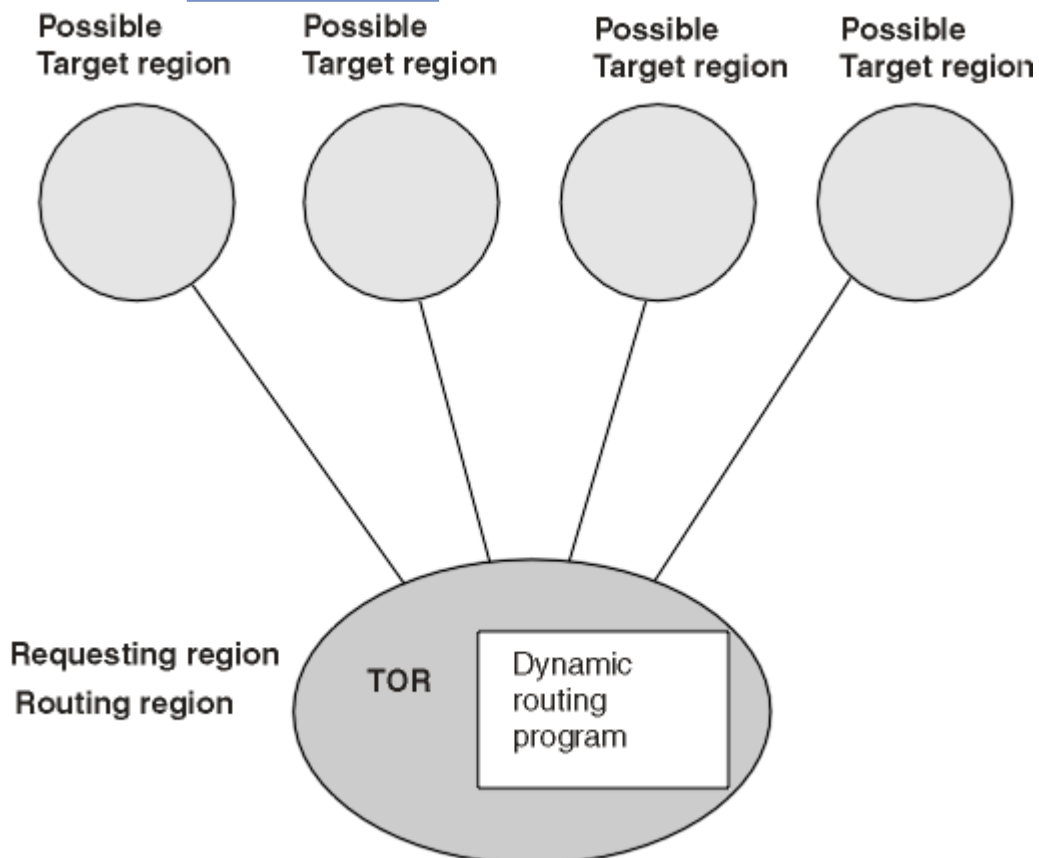 Possible
Target region
Possible
Target region
Possible
Target region
Possible
Target region
Requesting region
Routing region
TOR
Dynamic
routing
program